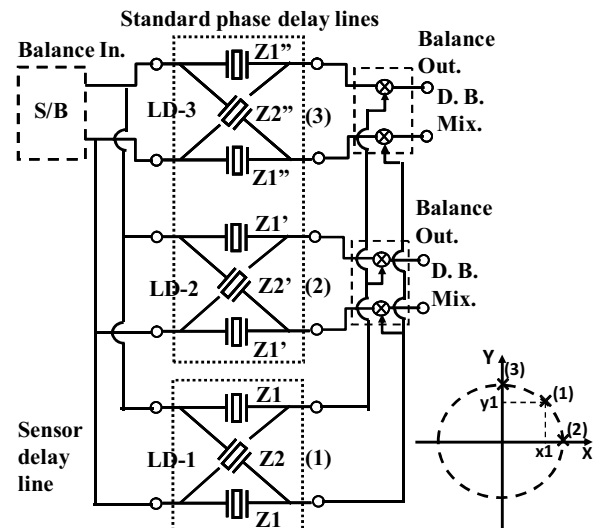 Standard phase delay lines
Balance In.
S/B
Z1”
LD-3
Z2”
(3)
Z1”
Balance
Out.
D. B.
Mix.
Z1’
LD-2
Z2’
(2)
Z1’
Balance
Out.
D. B.
Mix.
Sensor
delay
line
Z1
LD-1
Z2
(1)
Z1
Y
(3)
y1
(1)
(2)
x1
X